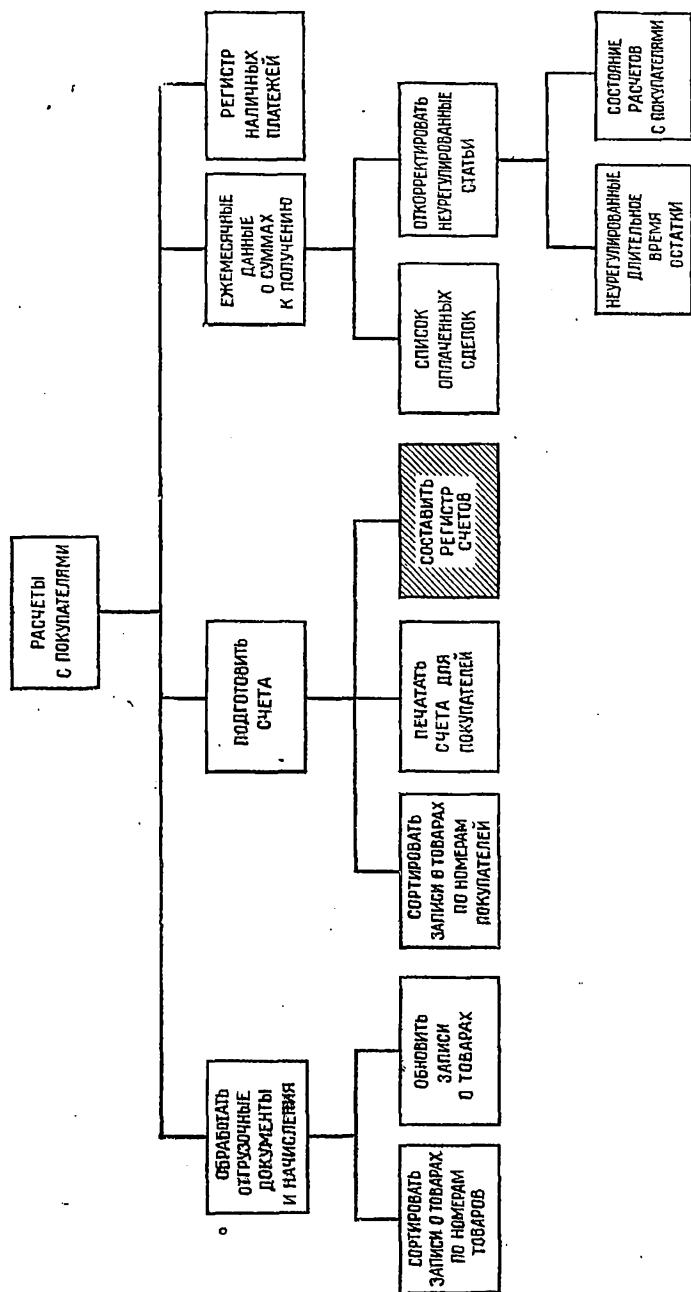 РАСЧЕТЫ
С ПОКУПАТЕЛЯМИ
ОБРАБОТАТЬ
ОТГРУЗОЧНЫЕ
ДОКУМЕНТЫ
И НАЧИСЛЕНИЯ
ПОДГОТОВИТЬ
СЧЕТА
ЕЖЕМЕСЯЧНЫЕ
ДАННЫЕ
О СУММАХ
К ПОЛУЧЕНИЮ
РЕГИСТР
НАЛИЧНЫХ
ПЛАТЕЖЕЙ
СОРТИРОВАТЬ
ЗАПИСИ О ТОВАРАХ
ПО НОМЕРАМ
ТОВАРОВ
ОБНОВИТЬ
ЗАПИСИ
О ТОВАРАХ
СОРТИРОВАТЬ
ЗАПИСИ О ТОВАРАХ
ПО НОМЕРАМ
ПОКУПАТЕЛЕЙ
ПЕЧАТАТЬ
СЧЕТА ДЛЯ
ПОКУПАТЕЛЕЙ
СОСТАВИТЬ
РЕГИСТР
СЧЕТОВ
СПИСОК
ОПЛАЧЕННЫХ
СДЕЛОК
ОТКОРРЕКТИРОВАТЬ
НЕУРЕГУЛИРОВАННЫЕ
СТАТЬИ
НЕУРЕГУЛИРОВАННЫЕ
ДЛИТЕЛЬНОЕ
ВРЕМЯ
ОСТАТКИ
СОСТОЯНИЕ
РАСЧЕТОВ
С ПОКУПАТЕЛЯМИ